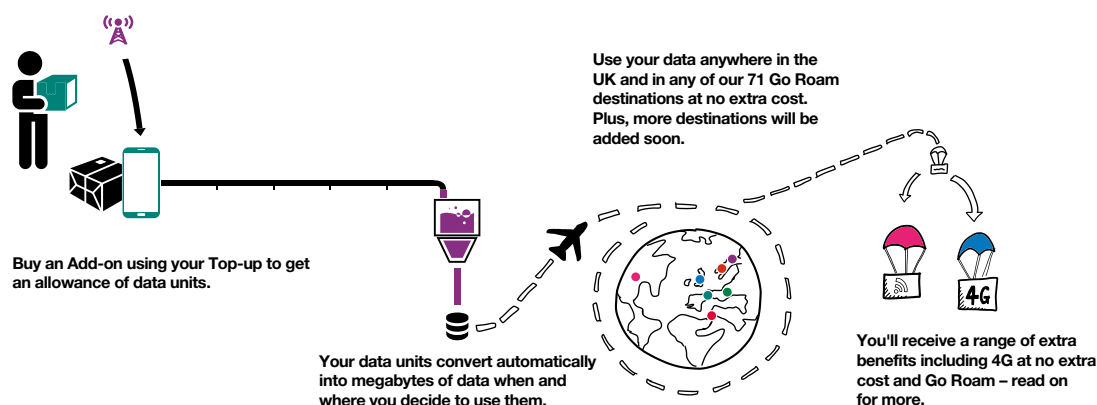 Buy an Add-on using your Top-up to get
an allowance of data units.
Your data units convert automatically
into megabytes of data when and
where you decide to use them.
Use your data anywhere in the
UK and in any of our 71 Go Roam
destinations at no extra cost.
Plus, more destinations will be
added soon.
4G
You'll receive a range of extra
benefits including 4G at no extra
cost and Go Roam – read on
for more.